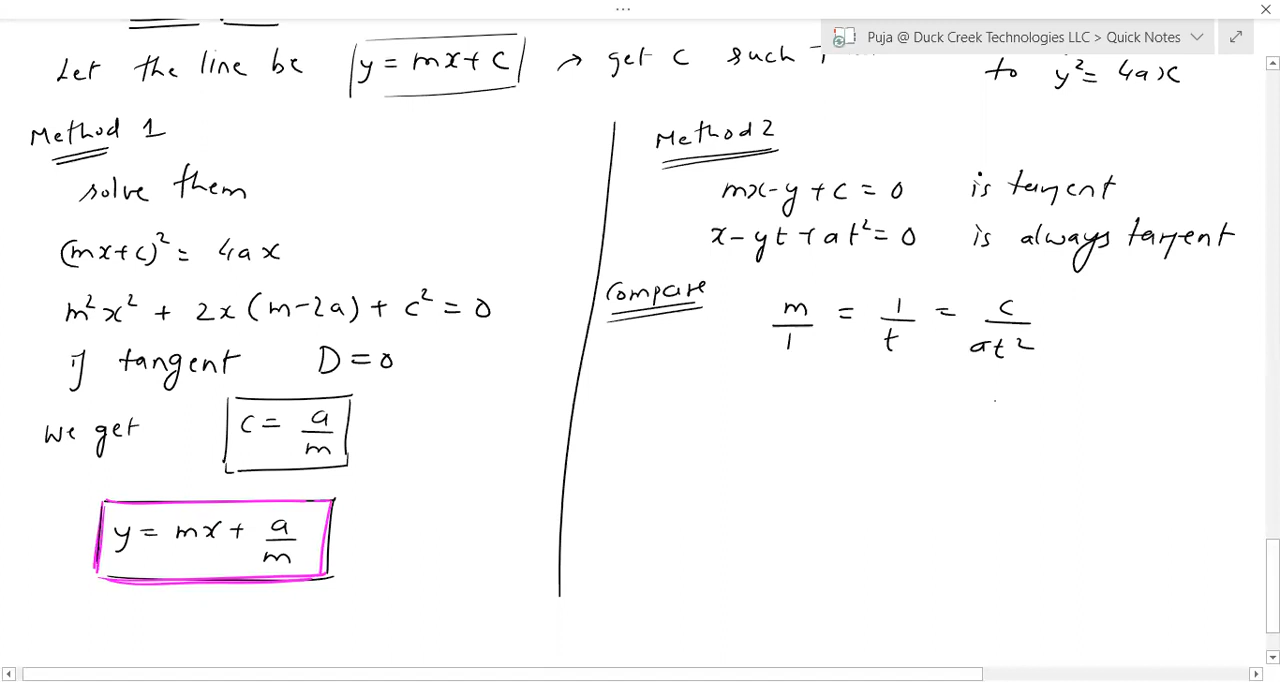 ...
Puja @ Duck Creek Technologies LLC > Quick Notes
Let the line be y = mx + c → get c such
to y² = 4ax
Method 1
solve them
(mx+c)² = 4ax
m²x² + 2x(m-2a) + c² = 0
if tangent D = 0
We get c = a/m
y = mx + a/m
Method 2
mx - y + c = 0 is tangent
x - yt + at² = 0 is always tangent
Compare
m/1 = 1/t = c/at²